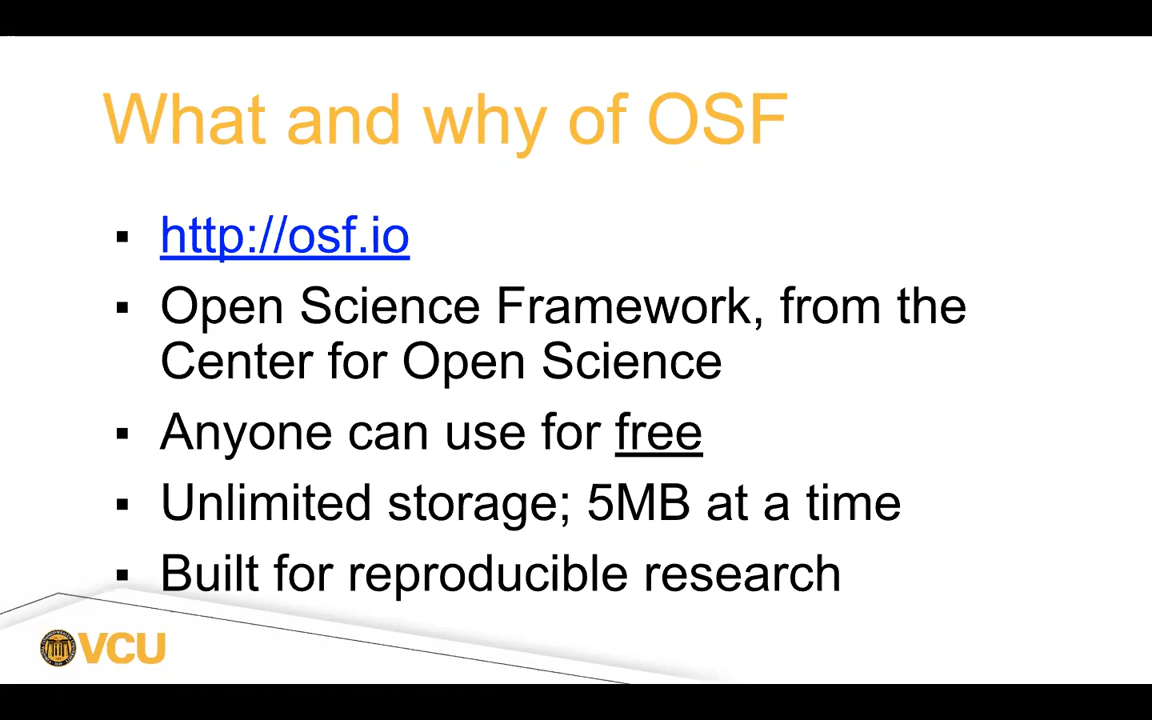 What and why of OSF
▪ http://osf.io
▪ Open Science Framework, from the
Center for Open Science
▪ Anyone can use for free
▪ Unlimited storage; 5MB at a time
▪ Built for reproducible research
VCU